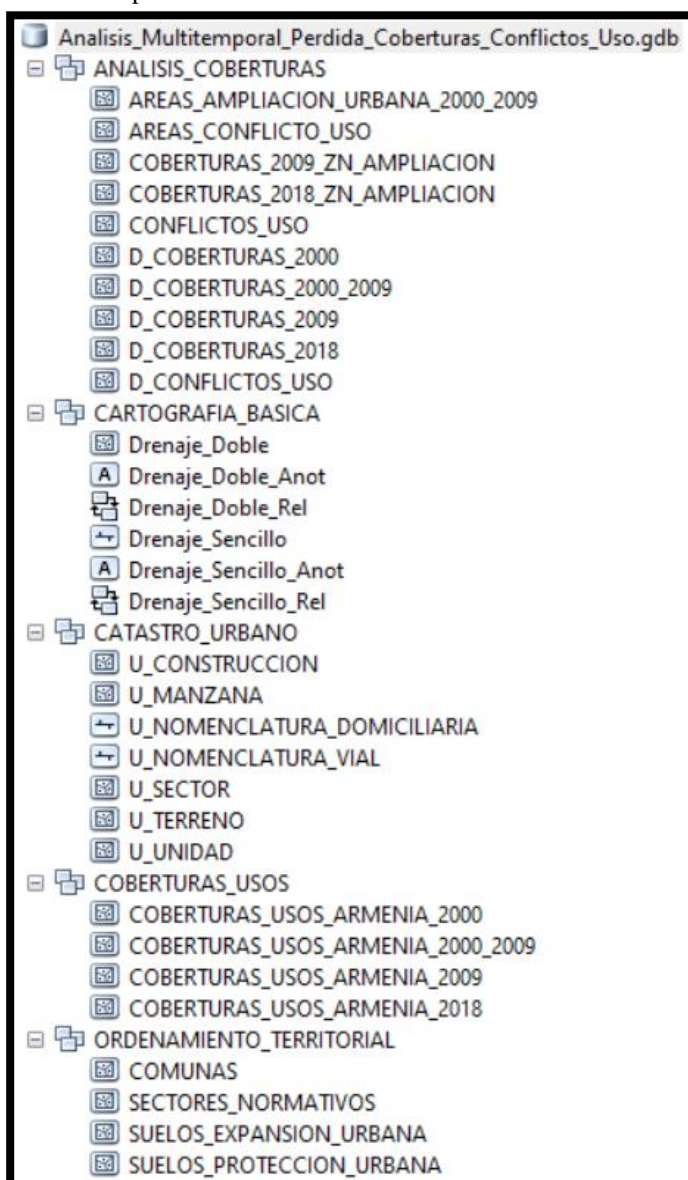 Analisis_Multitemporal_Perdida_Coberturas_Conflictos_Uso.gdb
ANALISIS_COBERTURAS
AREAS_AMPLIACION_URBANA_2000_2009
AREAS_CONFLICTO_USO
COBERTURAS_2009_ZN_AMPLIACION
COBERTURAS_2018_ZN_AMPLIACION
CONFLICTOS_USO
D_COBERTURAS_2000
D_COBERTURAS_2000_2009
D_COBERTURAS_2009
D_COBERTURAS_2018
D_CONFLICTOS_USO
CARTOGRAFIA_BASICA
Drenaje_Doble
A Drenaje_Doble_Anot
Drenaje_Doble_Rel
Drenaje_Sencillo
A Drenaje_Sencillo_Anot
Drenaje_Sencillo_Rel
CATASTRO_URBANO
U_CONSTRUCCION
U_MANZANA
U_NOMENCLATURA_DOMICILIARIA
U_NOMENCLATURA_VIAL
U_SECTOR
U_TERRENO
U_UNIDAD
COBERTURAS_USOS
COBERTURAS_USOS_ARMENIA_2000
COBERTURAS_USOS_ARMENIA_2000_2009
COBERTURAS_USOS_ARMENIA_2009
COBERTURAS_USOS_ARMENIA_2018
ORDENAMIENTO_TERRITORIAL
COMUNAS
SECTORES_NORMATIVOS
SUELOS_EXPANSION_URBANA
SUELOS_PROTECCION_URBANA